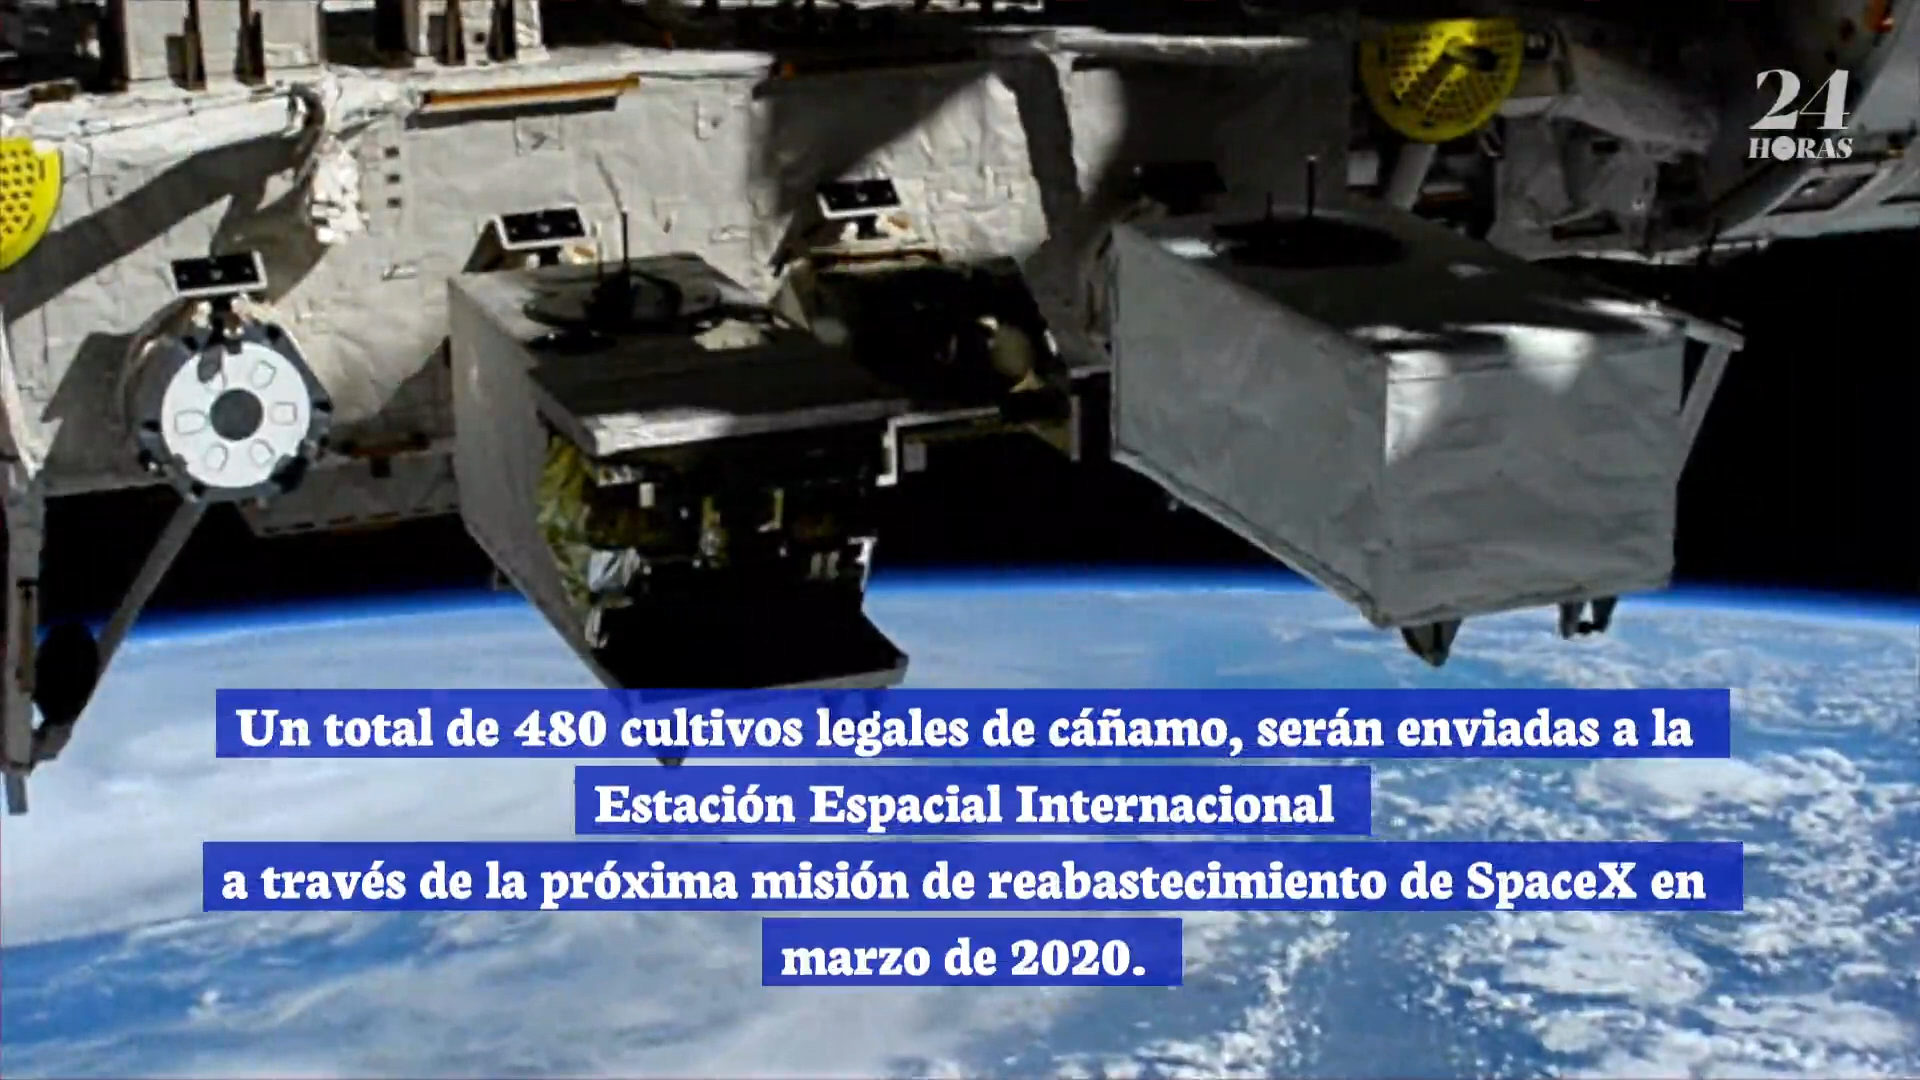 24
HORAS
Un total de 480 cultivos legales de cáñamo, serán enviadas a la
Estación Espacial Internacional
a través de la próxima misión de reabastecimiento de SpaceX en
marzo de 2020.